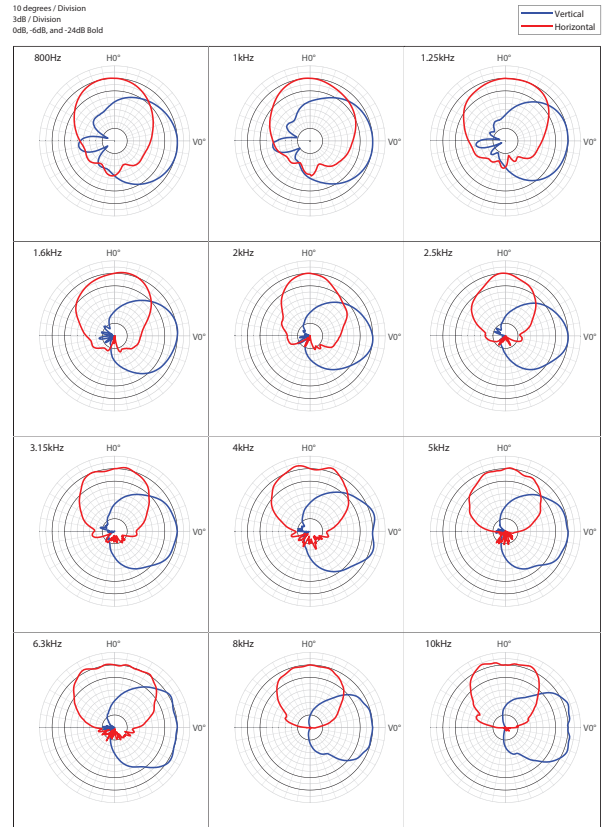 10 degrees / Division
3dB / Division
0dB, -6dB, and -24dB Bold
Vertical
Horizontal
800Hz
H0°
V0°
1kHz
H0°
V0°
1.25kHz
H0°
V0°
1.6kHz
H0°
V0°
2kHz
H0°
V0°
2.5kHz
H0°
V0°
3.15kHz
H0°
V0°
4kHz
H0°
V0°
5kHz
H0°
V0°
6.3kHz
H0°
V0°
8kHz
H0°
V0°
10kHz
H0°
V0°